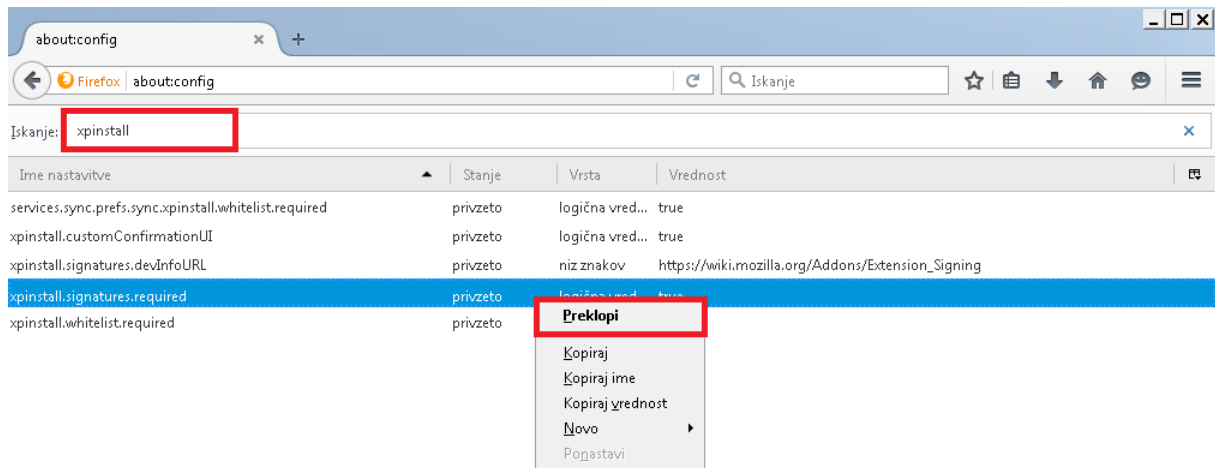 about:config
Firefox about:config Iskanje
Iskanje: xpinstall
Ime nastavitve Stanje Vrsta Vrednost
services.sync.prefs.sync.xpinstall.whitelist.required privzeto logična vred... true
xpinstall.customConfirmationUI privzeto logična vred... true
xpinstall.signatures.devInfoURL privzeto niz znakov https://wiki.mozilla.org/Addons/Extension_Signing
xpinstall.signatures.required privzeto logična vred... true
xpinstall.whitelist.required privzeto
Preklopi
Kopiraj
Kopiraj ime
Kopiraj vrednost
Novo
Ponastavi